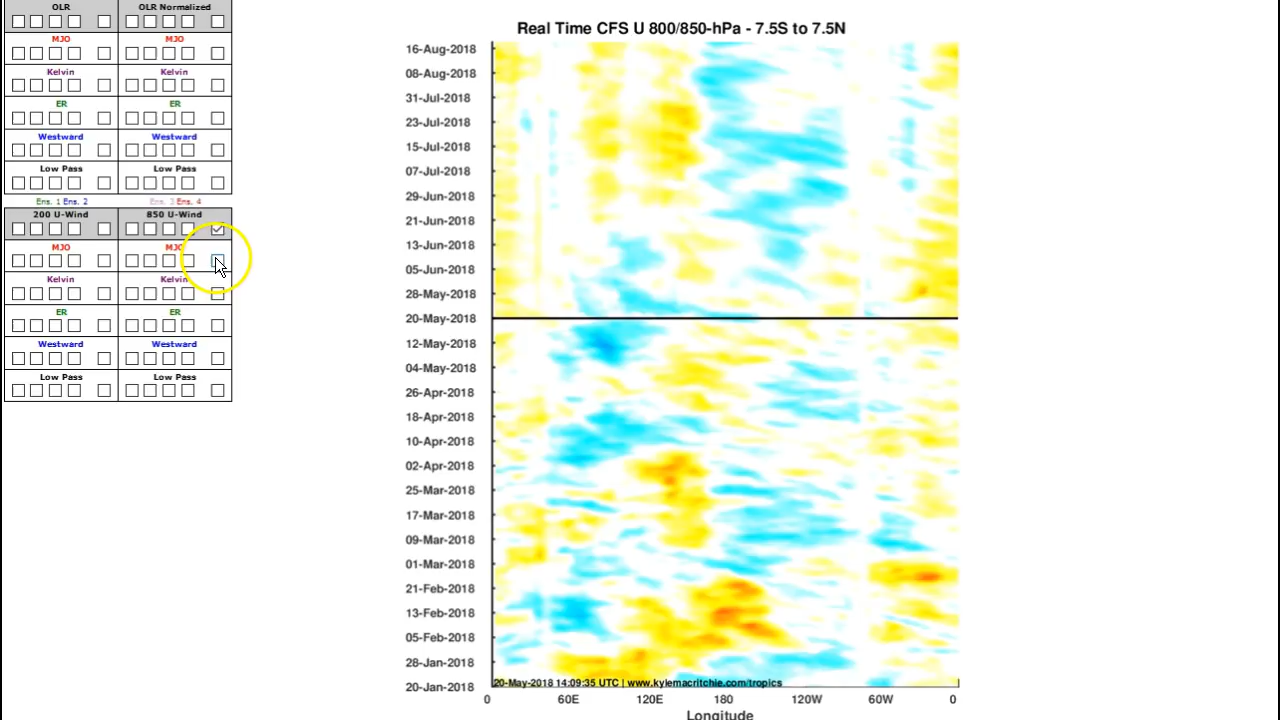 OLR OLR Normalized
MJO MJO
Kelvin Kelvin
ER ER
Westward Westward
Low Pass Low Pass
Ens. 1 Ens. 2 Ens. 3 Ens. 4
200 U-Wind 850 U-Wind
MJO MJO
Kelvin Kelvin
ER ER
Westward Westward
Low Pass Low Pass
Real Time CFS U 800/850-hPa - 7.5S to 7.5N
16-Aug-2018
08-Aug-2018
31-Jul-2018
23-Jul-2018
15-Jul-2018
07-Jul-2018
29-Jun-2018
21-Jun-2018
13-Jun-2018
05-Jun-2018
28-May-2018
20-May-2018
12-May-2018
04-May-2018
26-Apr-2018
18-Apr-2018
10-Apr-2018
02-Apr-2018
25-Mar-2018
17-Mar-2018
09-Mar-2018
01-Mar-2018
21-Feb-2018
13-Feb-2018
05-Feb-2018
28-Jan-2018
20-Jan-2018
20-May-2018 14:09:35 UTC | www.kylemacritchie.com/tropics
0 60E 120E 180 120W 60W 0
Longitude